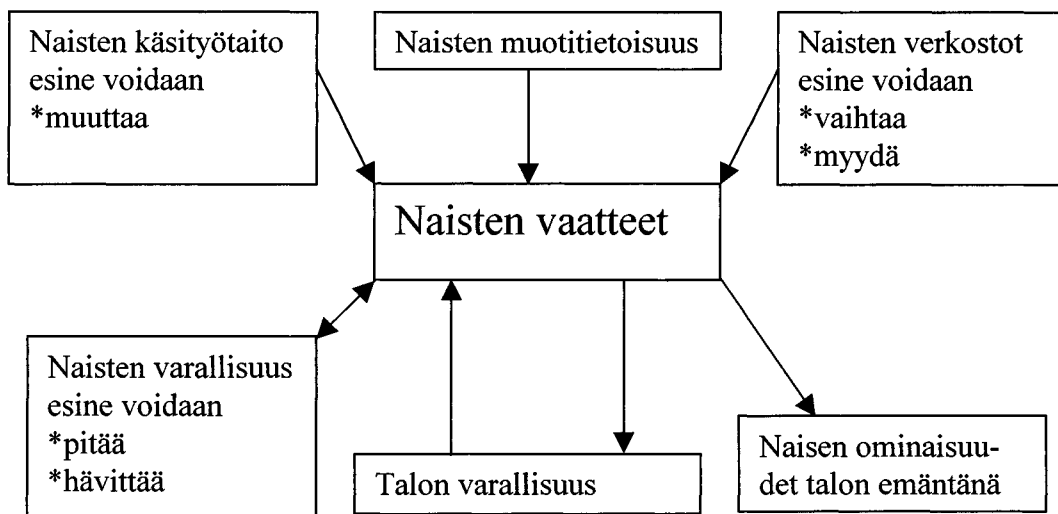 Naisten käsityötaito
esine voidaan
*muuttaa
Naisten muotitietoisuus
Naisten verkostot
esine voidaan
*vaihtaa
*myydä
Naisten vaatteet
Naisten varallisuus
esine voidaan
*pitää
*hävittää
Talon varallisuus
Naisen ominaisuu-
det talon emäntänä